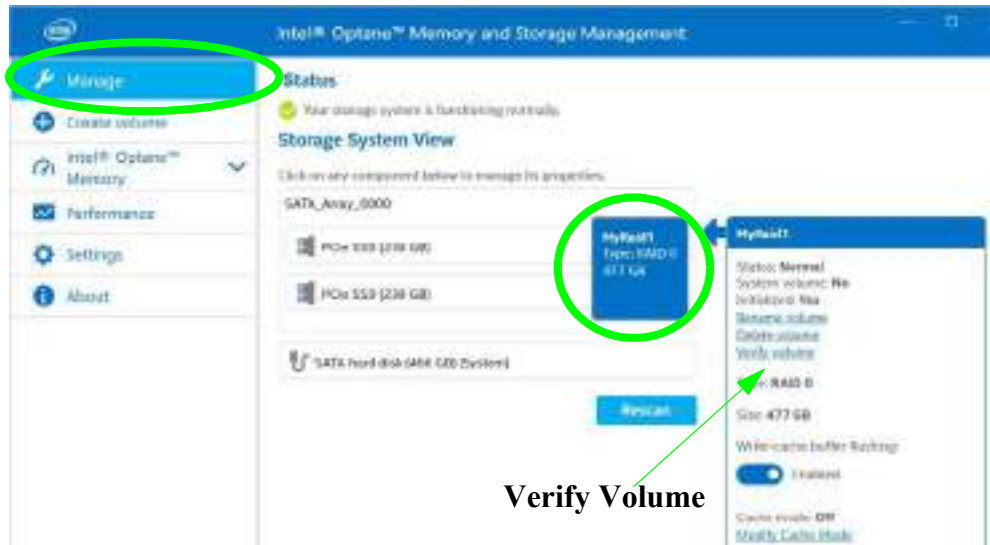 intel
Intel® Optane™ Memory and Storage Management
Manage
Status
Your storage system is functioning normally.
Create volume
Storage System View
Intel® Optane™
Memory
Click on any component below to manage its properties.
SATA_Array_0000
Performance
MyRaid1
Type: RAID 0
477 GB
PCIe SSD (238 GB)
Settings
PCIe SSD (238 GB)
About
SATA hard disk (466 GB) (System)
Rescan
MyRaid1
Status: Normal
System volume: No
Initialized: Yes
Rename volume
Delete volume
Verify volume
RAID 0
Size: 477 GB
Write-cache buffer flushing:
Enabled
Cache mode: Off
Modify Cache Mode
Verify Volume